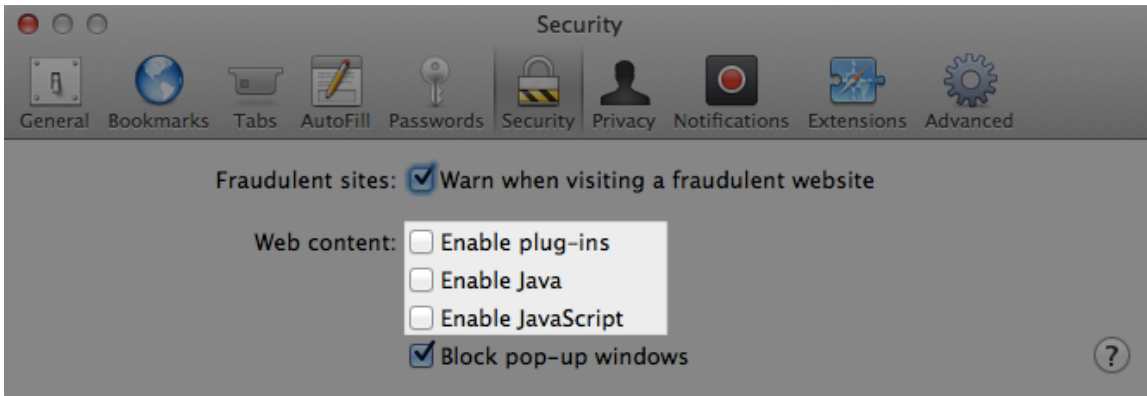 Security
General Bookmarks Tabs AutoFill Passwords Security Privacy Notifications Extensions Advanced
Fraudulent sites: Warn when visiting a fraudulent website
Web content: Enable plug-ins
Enable Java
Enable JavaScript
Block pop-up windows
?